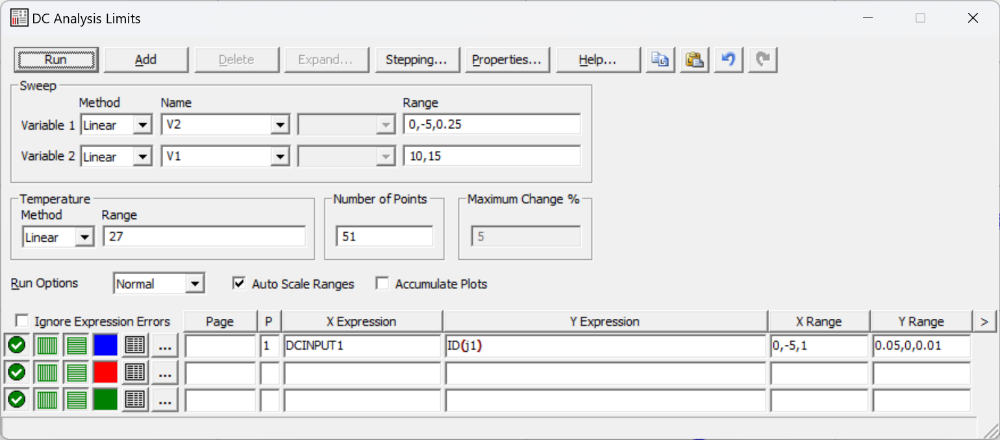 DC Analysis Limits
Run Add Delete Expand... Stepping... Properties... Help...
Sweep
Method Name Range
Variable 1 Linear V2 0,-5,0.25
Variable 2 Linear V1 10,15
Temperature Number of Points Maximum Change %
Method Range
Linear 27 51 5
Run Options Normal Auto Scale Ranges Accumulate Plots
Ignore Expression Errors Page P X Expression Y Expression X Range Y Range >
... 1 DCINPUT1 ID(j1) 0,-5,1 0.05,0,0.01
...
...